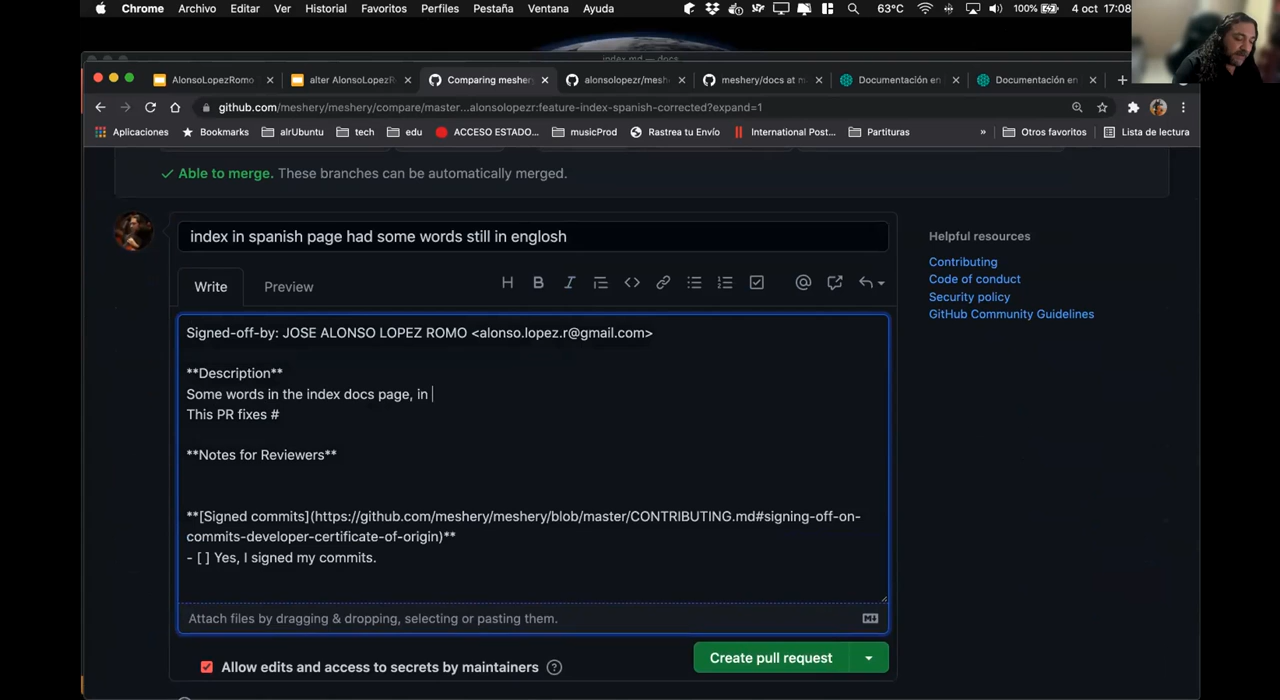 Chrome Archivo Editar Ver Historial Favoritos Perfiles Pestaña Ventana Ayuda 63°C 100% 4 oct 17:08
index.md — docs
AlonsoLopezRomo alter AlonsoLopezR Comparing meshery alonsolopezr/mesh meshery/docs at m Documentación en Documentación en
github.com/meshery/meshery/compare/master...alonsolopezr:feature-index-spanish-corrected?expand=1
Aplicaciones Bookmarks alrUbuntu tech edu ACCESO ESTADO... musicProd Rastrea tu Envío International Post... Partituras » Otros favoritos Lista de lectura
Able to merge. These branches can be automatically merged.
index in spanish page had some words still in englosh
Write Preview
Signed-off-by: JOSE ALONSO LOPEZ ROMO <alonso.lopez.r@gmail.com>
**Description**
Some words in the index docs page, in
This PR fixes #
**Notes for Reviewers**
**[Signed commits](https://github.com/meshery/meshery/blob/master/CONTRIBUTING.md#signing-off-on-
commits-developer-certificate-of-origin)**
- [ ] Yes, I signed my commits.
Attach files by dragging & dropping, selecting or pasting them.
Allow edits and access to secrets by maintainers
Create pull request
Helpful resources
Contributing
Code of conduct
Security policy
GitHub Community Guidelines